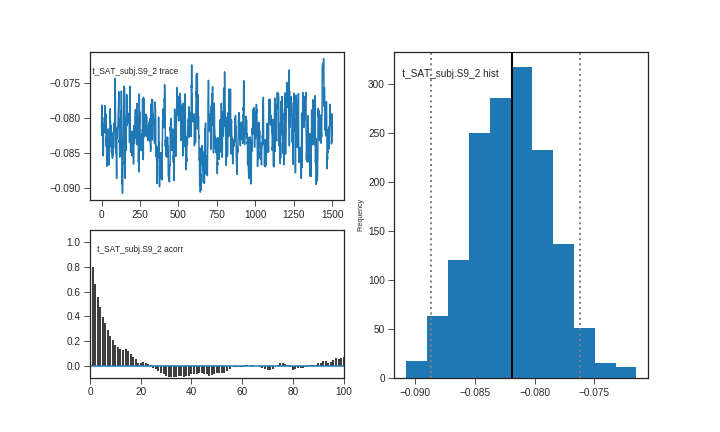 t_SAT_subj.S9_2 trace
−0.075
−0.080
−0.085
−0.090
0 250 500 750 1000 1250 1500
t_SAT_subj.S9_2 acorr
1.0
0.8
0.6
0.4
0.2
0.0
0 20 40 60 80 100
t_SAT_subj.S9_2 hist
Frequency
300
250
200
150
100
50
0
−0.090 −0.085 −0.080 −0.075